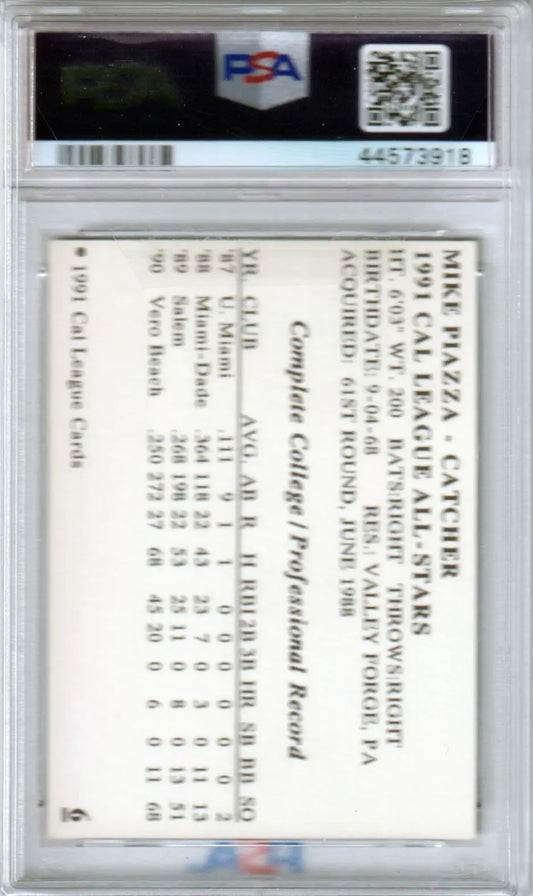 PSA
44573918
MIKE PIAZZA - CATCHER
1991 CAL LEAGUE ALL-STARS
HT. 6'03" WT. 200 BATS:RIGHT THROWS:RIGHT
BIRTHDATE: 9-04-68 RES.: VALLEY FORGE, PA
ACQUIRED: 61ST ROUND, JUNE 1988
Complete College/Professional Record
YR. CLUB AVG. AB R H RBI 2B 3B HR SB BB SO
'87 U. Miami .111 9 1 1 0 0 0 0 0 0 2
'88 Miami-Dade .364 118 22 43 23 7 0 3 0 11 13
'89 Salem .268 198 22 53 25 11 0 8 0 13 51
'90 Vero Beach .250 272 27 68 45 20 0 6 0 11 68
• 1991 Cal League Cards
16
PSA